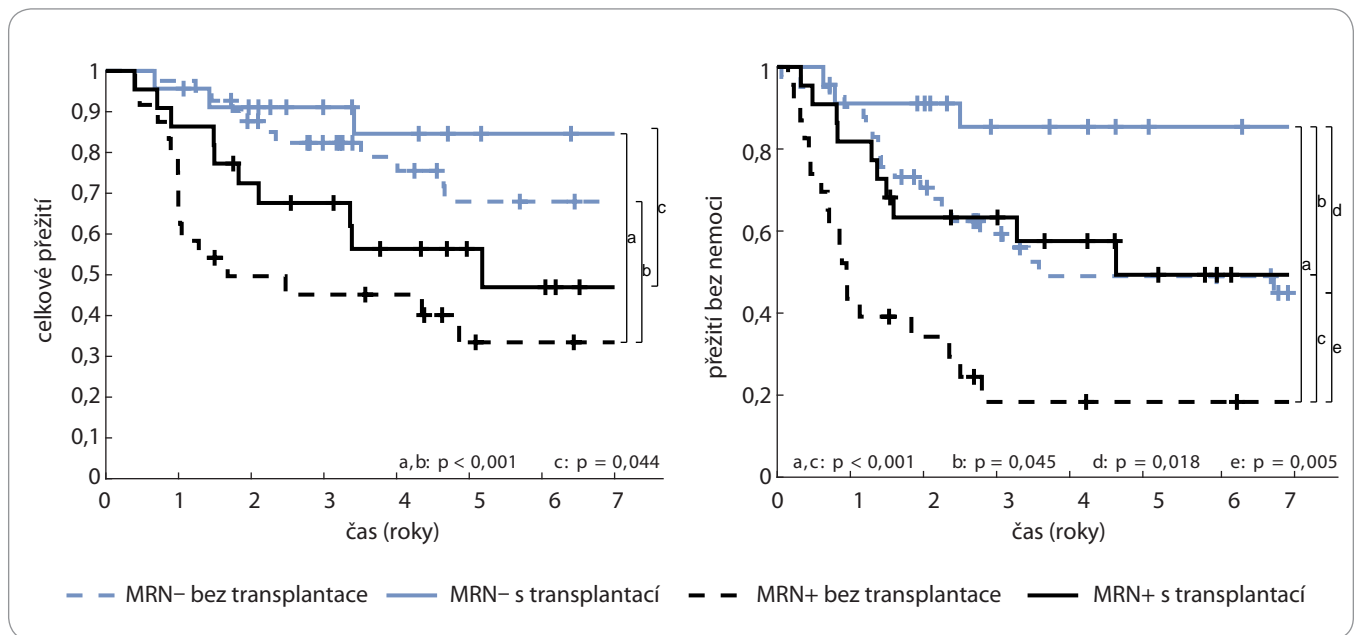 celkové přežití
1
0,9
0,8
0,7
0,6
0,5
0,4
0,3
0,2
0,1
0
a
b
c
a,b: p < 0,001 c: p = 0,044
0 1 2 3 4 5 6 7
čas (roky)
přežití bez nemoci
1
0,8
0,6
0,4
0,2
0
a
b
c
d
e
a,c: p < 0,001 b: p = 0,045 d: p = 0,018 e: p = 0,005
0 1 2 3 4 5 6 7
čas (roky)
MRN− bez transplantace MRN− s transplantací MRN+ bez transplantace MRN+ s transplantací